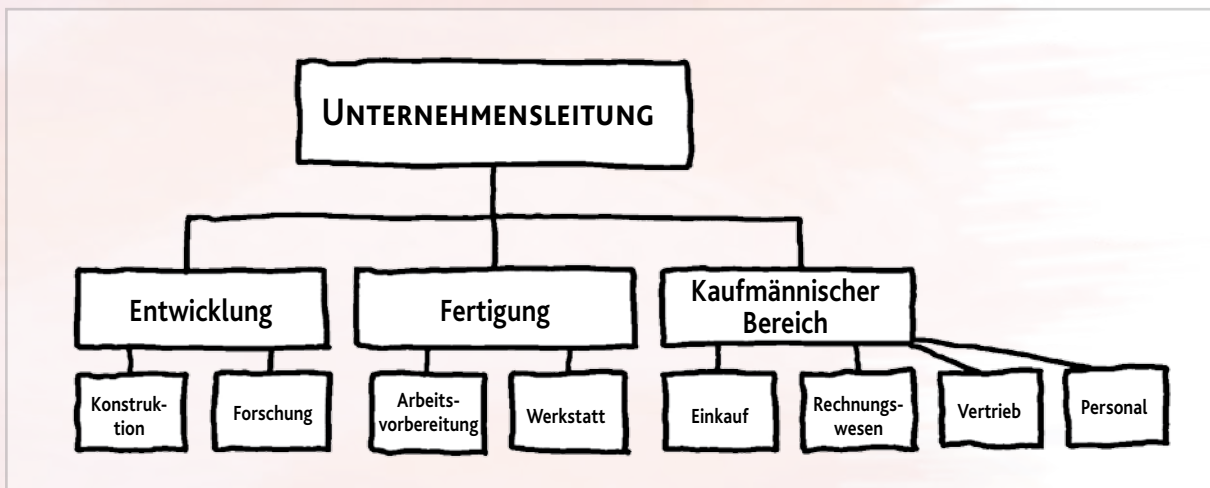 UNTERNEHMENSLEITUNG
Entwicklung
Fertigung
Kaufmännischer
Bereich
Konstruk-
tion
Forschung
Arbeits-
vorbereitung
Werkstatt
Einkauf
Rechnungs-
wesen
Vertrieb
Personal